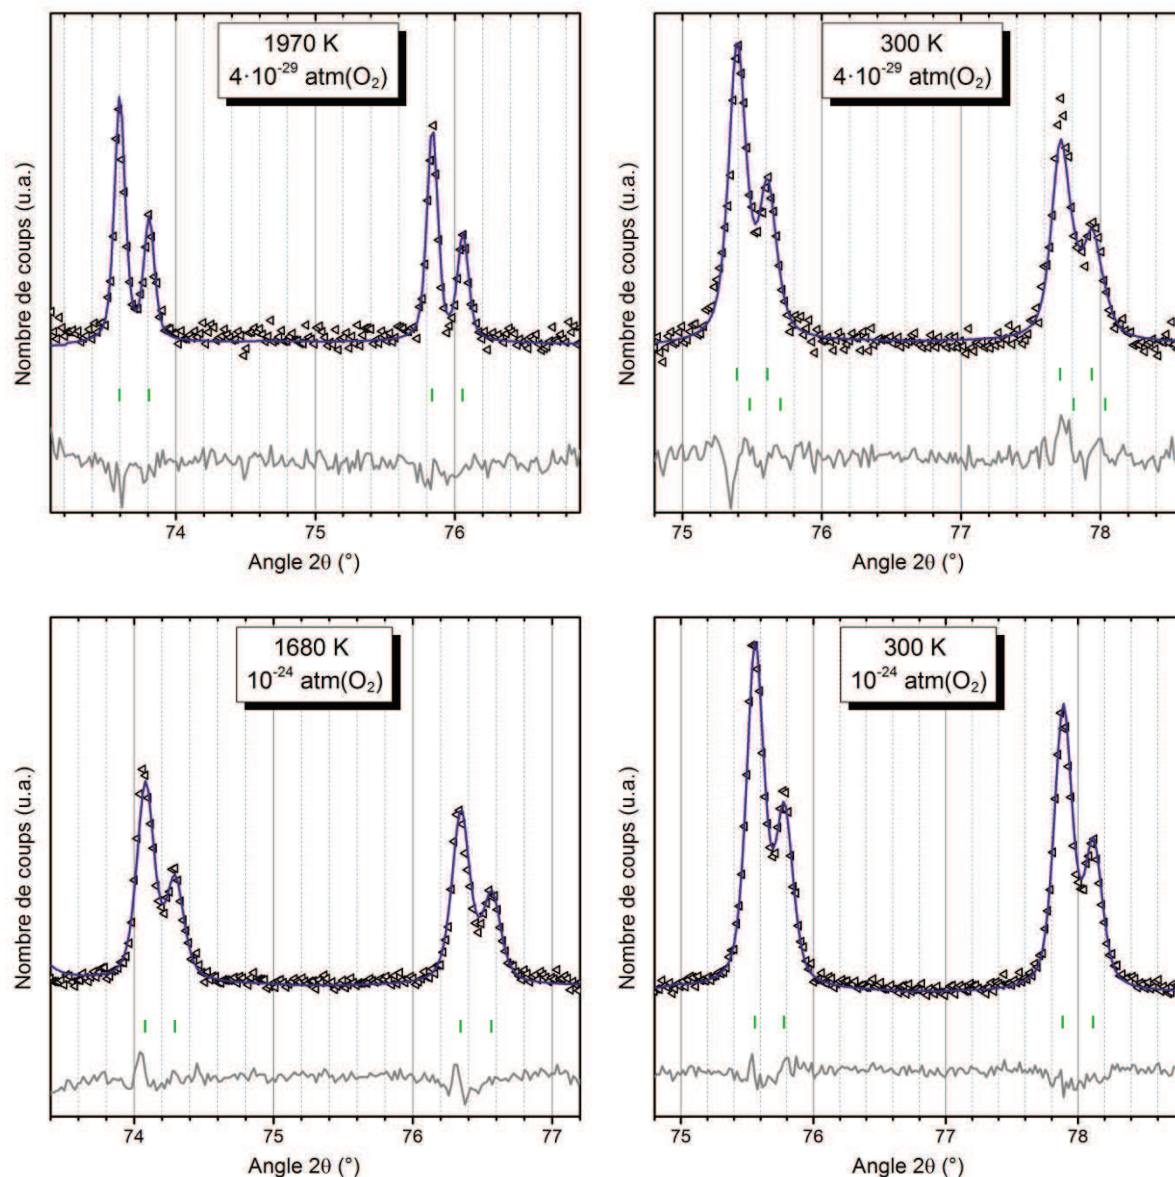 1970 K
4·10⁻²⁹ atm(O₂)
Nombre de coups (u.a.)
74 75 76
Angle 2θ (°)
300 K
4·10⁻²⁹ atm(O₂)
Nombre de coups (u.a.)
75 76 77 78
Angle 2θ (°)
1680 K
10⁻²⁴ atm(O₂)
Nombre de coups (u.a.)
74 75 76 77
Angle 2θ (°)
300 K
10⁻²⁴ atm(O₂)
Nombre de coups (u.a.)
75 76 77 78
Angle 2θ (°)